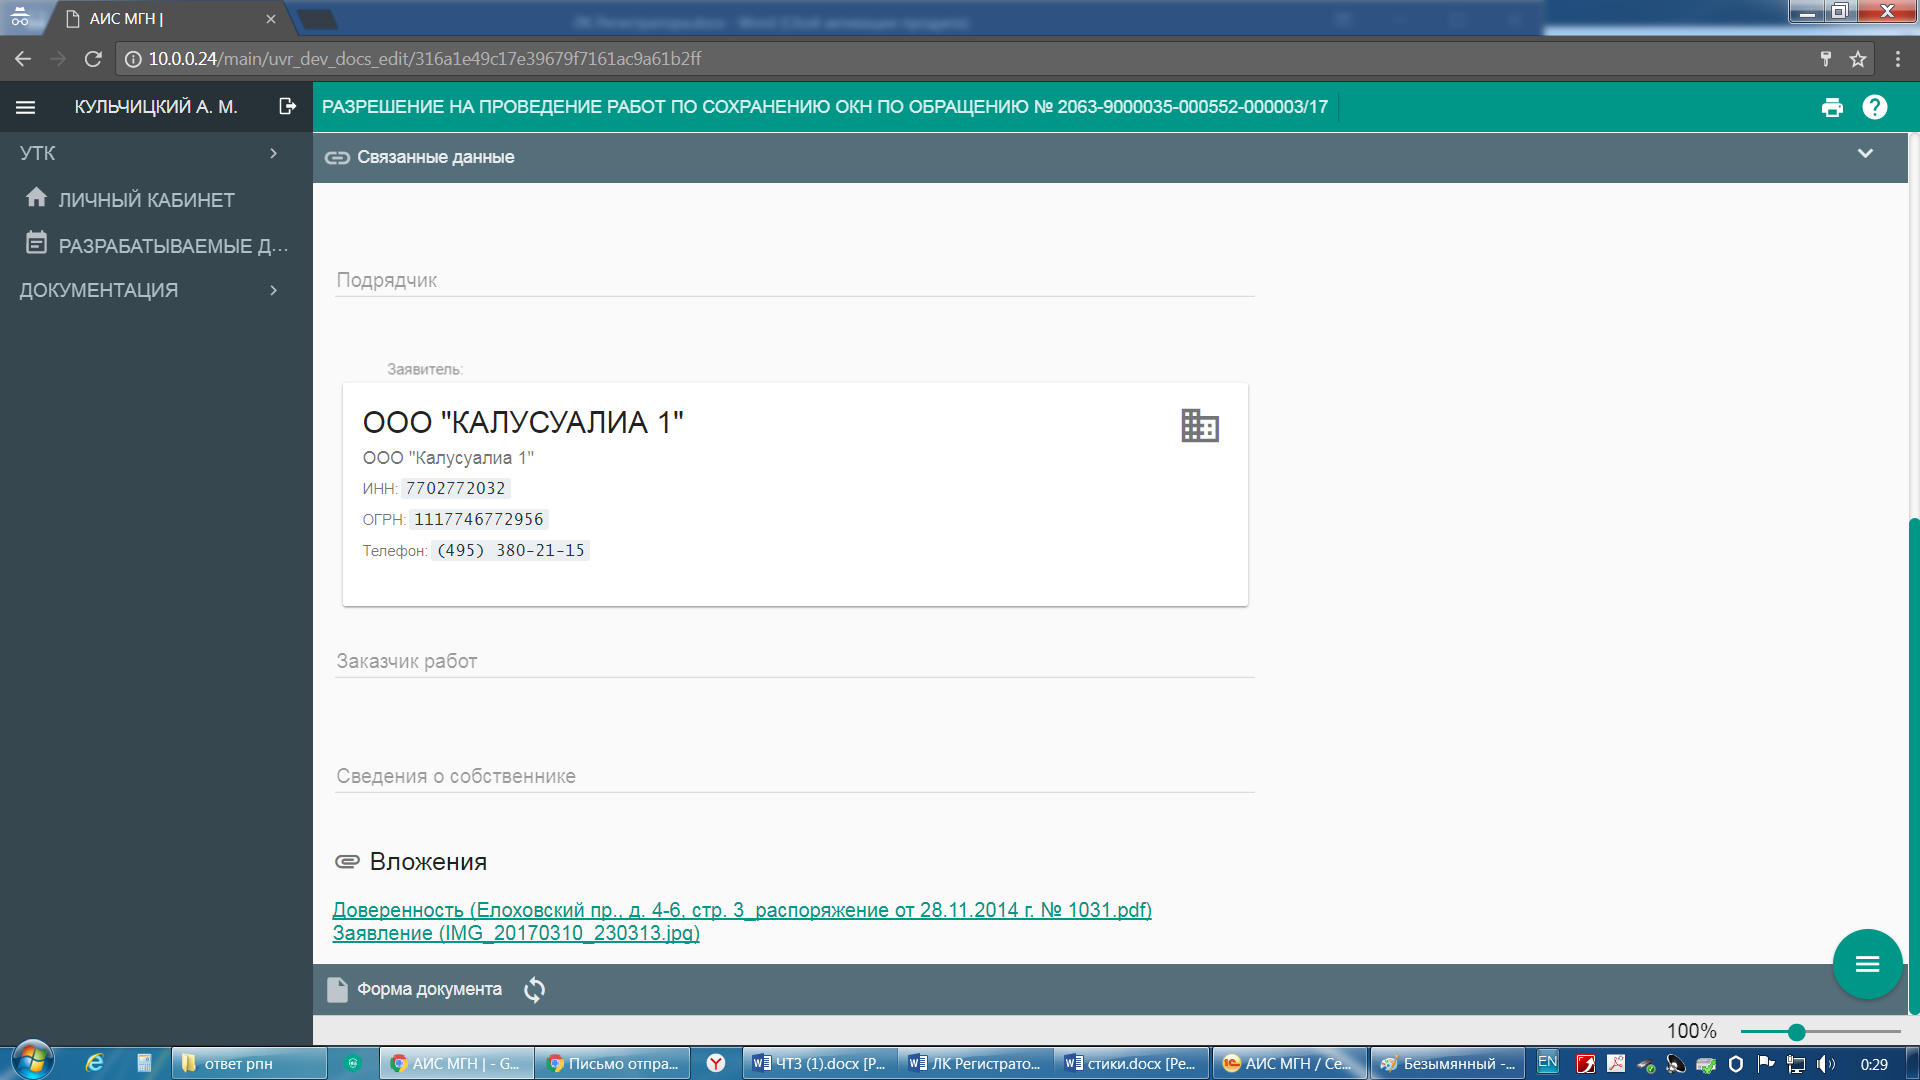 АИС МГН |
10.0.0.24/main/uvr_dev_docs_edit/316a1e49c17e39679f7161ac9a61b2ff
КУЛЬЧИЦКИЙ А. М.
РАЗРЕШЕНИЕ НА ПРОВЕДЕНИЕ РАБОТ ПО СОХРАНЕНИЮ ОКН ПО ОБРАЩЕНИЮ № 2063-9000035-000552-000003/17
УТК
ЛИЧНЫЙ КАБИНЕТ
РАЗРАБАТЫВАЕМЫЕ Д...
ДОКУМЕНТАЦИЯ
Связанные данные
Подрядчик
Заявитель:
ООО "КАЛУСУАЛИА 1"
ООО "Калусуалиа 1"
ИНН: 7702772032
ОГРН: 1117746772956
Телефон: (495) 380-21-15
Заказчик работ
Сведения о собственнике
Вложения
Доверенность (Елоховский пр., д. 4-6, стр. 3_распоряжение от 28.11.2014 г. № 1031.pdf)
Заявление (IMG_20170310_230313.jpg)
Форма документа
100%
ответ рпн
АИС МГН | - G...
Письмо отпра...
ЧТЗ (1).docx [Р...
ЛК Регистрато...
стики.docx [Ре...
АИС МГН / Се...
Безымянный -...
EN
0:29